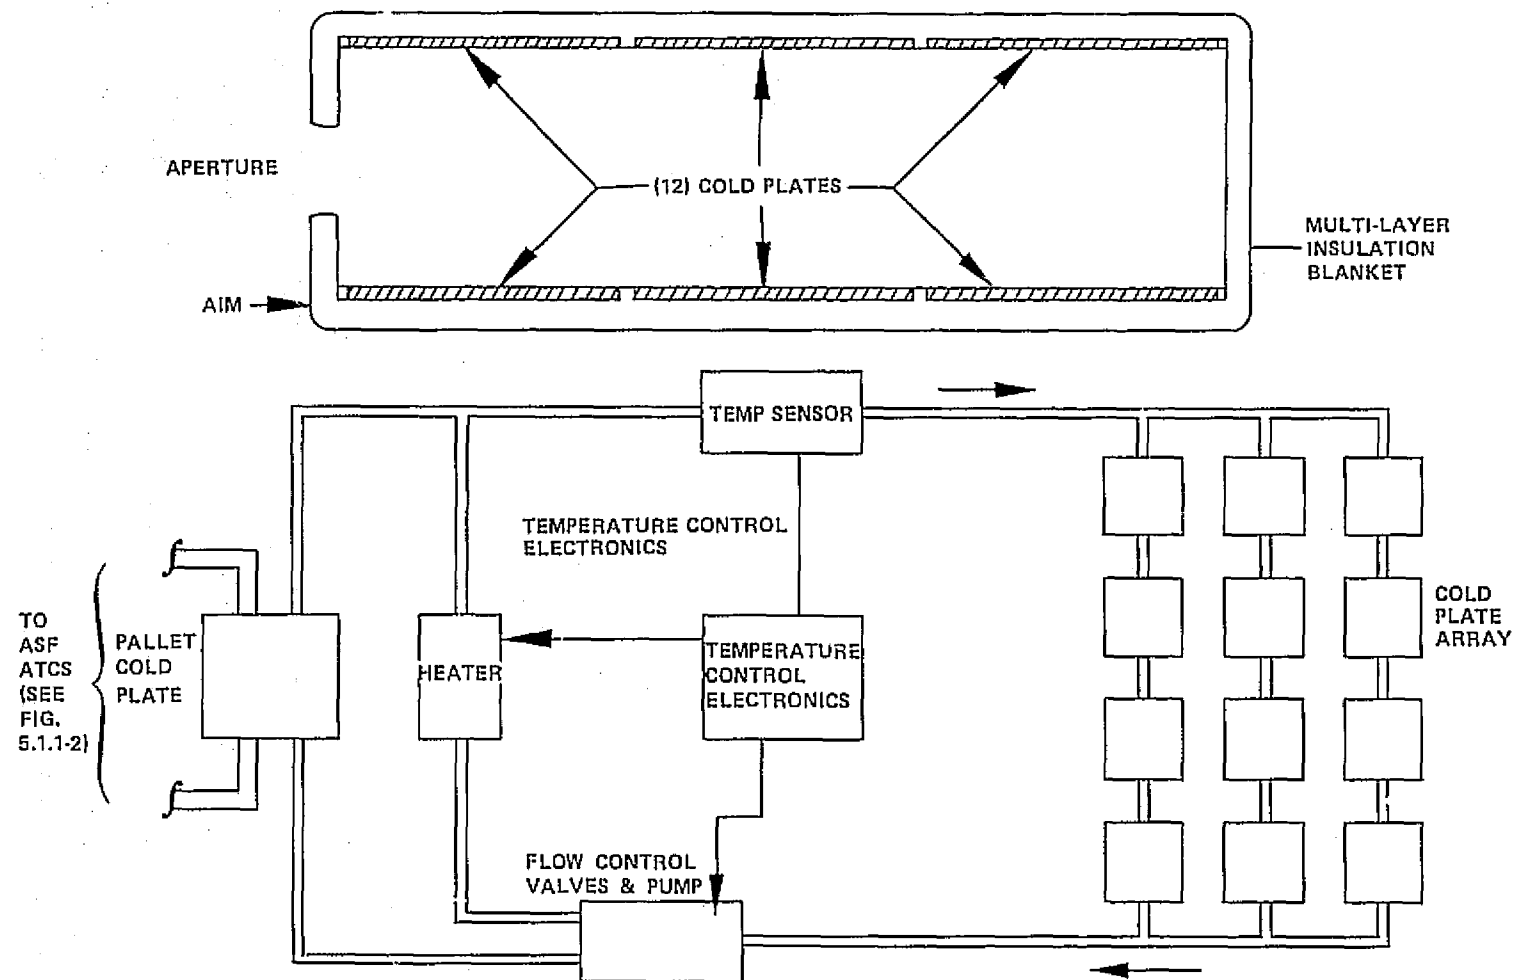 APERTURE
(12) COLD PLATES
MULTI-LAYER
INSULATION
BLANKET
AIM
TEMP SENSOR
TEMPERATURE CONTROL
ELECTRONICS
TO
ASF
ATCS
(SEE
FIG.
5.1.1-2)
PALLET
COLD
PLATE
HEATER
TEMPERATURE
CONTROL
ELECTRONICS
COLD
PLATE
ARRAY
FLOW CONTROL
VALVES & PUMP